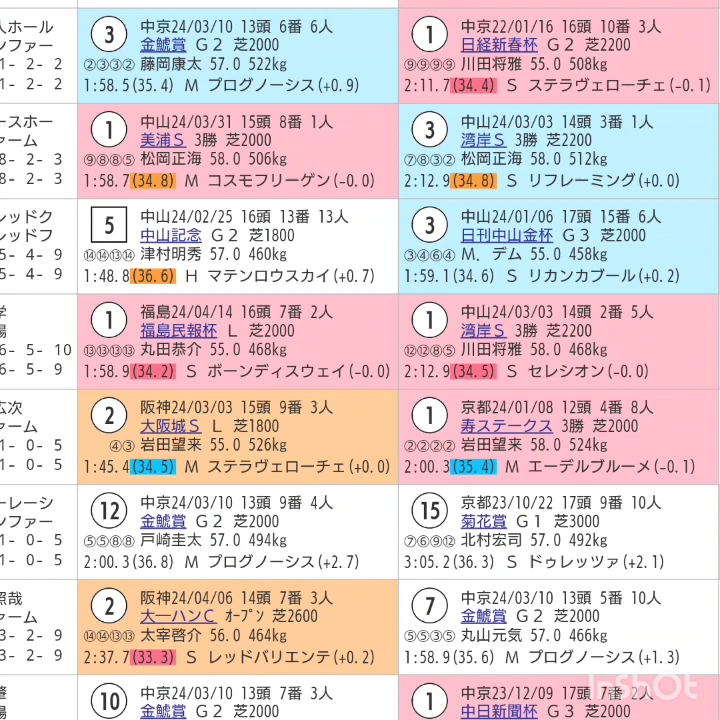 人ホール
ンファー
1- 2- 2
1- 2- 2
3 中京24/03/10 13頭 6番 6人
金鯱賞 G2 芝2000
②③③② 藤岡康太 57.0 522kg
1:58.5(35.4) M プログノーシス(+0.9)
1 中京22/01/16 16頭 10番 3人
日経新春杯 G2 芝2200
⑨⑨⑨⑨ 川田将雅 55.0 508kg
2:11.7(34.4) S ステラヴェローチェ(-0.1)
ースホー
ァーム
8- 2- 3
8- 2- 3
1 中山24/03/31 15頭 8番 1人
美浦S 3勝 芝2000
⑨⑧⑧⑤ 松岡正海 58.0 506kg
1:58.7(34.8) M コスモフリーゲン(-0.0)
3 中山24/03/03 14頭 3番 1人
湾岸S 3勝 芝2200
⑦⑧③② 松岡正海 58.0 512kg
2:12.9(34.8) S リフレーミング(+0.0)
レッドク
レッドフ
5- 4- 9
5- 4- 9
5 中山24/02/25 16頭 13番 13人
中山記念 G2 芝1800
⑭⑭⑬⑭ 津村明秀 57.0 460kg
1:48.8(36.6) H マテンロウスカイ(+0.7)
3 中山24/01/06 17頭 15番 6人
日刊中山金杯 G3 芝2000
③④⑥④ M．デム 55.0 458kg
1:59.1(34.6) S リカンカブール(+0.2)
学
場
6- 5- 10
6- 5- 9
1 福島24/04/14 16頭 7番 2人
福島民報杯 L 芝2000
⑬⑬⑬⑬ 丸田恭介 55.0 468kg
1:58.9(34.2) S ボーンディスウェイ(-0.0)
1 中山24/03/03 14頭 2番 5人
湾岸S 3勝 芝2200
⑫⑫⑧⑤ 川田将雅 58.0 468kg
2:12.9(34.5) S セレシオン(-0.0)
広次
ァーム
1- 0- 5
1- 0- 5
2 阪神24/03/03 15頭 9番 3人
大阪城S L 芝1800
④③ 岩田望来 55.0 526kg
1:45.4(34.5) M ステラヴェローチェ(+0.0)
1 京都24/01/08 12頭 4番 8人
寿ステークス 3勝 芝2000
②②②② 岩田望来 58.0 524kg
2:00.3(35.4) M エーデルブルーメ(-0.1)
ーレーシ
ンファー
1- 0- 5
1- 0- 5
12 中京24/03/10 13頭 9番 4人
金鯱賞 G2 芝2000
⑤⑤⑧⑧ 戸崎圭太 57.0 494kg
2:00.3(36.8) M プログノーシス(+2.7)
15 京都23/10/22 17頭 9番 10人
菊花賞 G1 芝3000
⑦⑥⑨⑫ 北村宏司 57.0 492kg
3:05.2(36.3) S ドゥレッツァ(+2.1)
照哉
ァーム
3- 2- 9
3- 2- 9
2 阪神24/04/06 14頭 7番 3人
大一ハンC オープン 芝2600
⑭⑭⑬⑬ 太宰啓介 56.0 464kg
2:37.7(33.3) S レッドバリエンテ(+0.2)
7 中京24/03/10 13頭 5番 10人
金鯱賞 G2 芝2000
⑤⑤③⑤ 丸山元気 57.0 466kg
1:58.9(35.6) M プログノーシス(+1.3)
場
10 中京24/03/10 13頭 7番 3人
金鯱賞 G2 芝2000
1 中京23/12/09 17頭 7番 2人
中日新聞杯 G3 芝2000
InShot